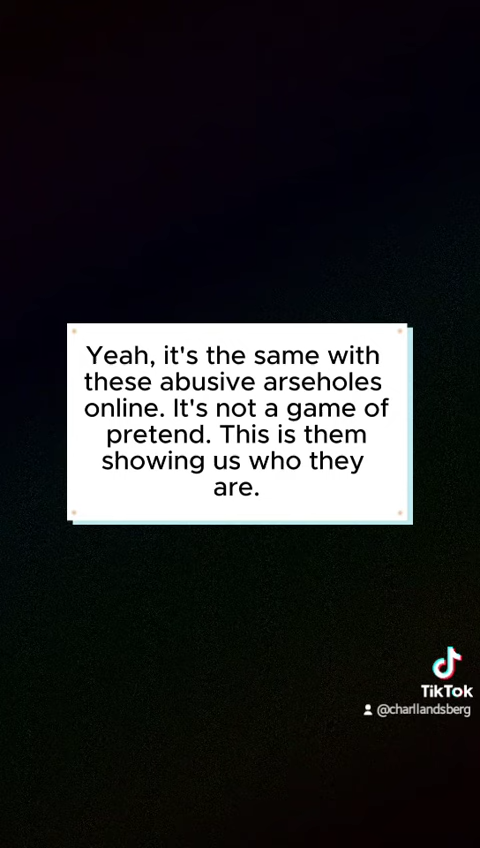 Yeah, it's the same with
these abusive arseholes
online. It's not a game of
pretend. This is them
showing us who they
are.
TikTok
@charllandsberg